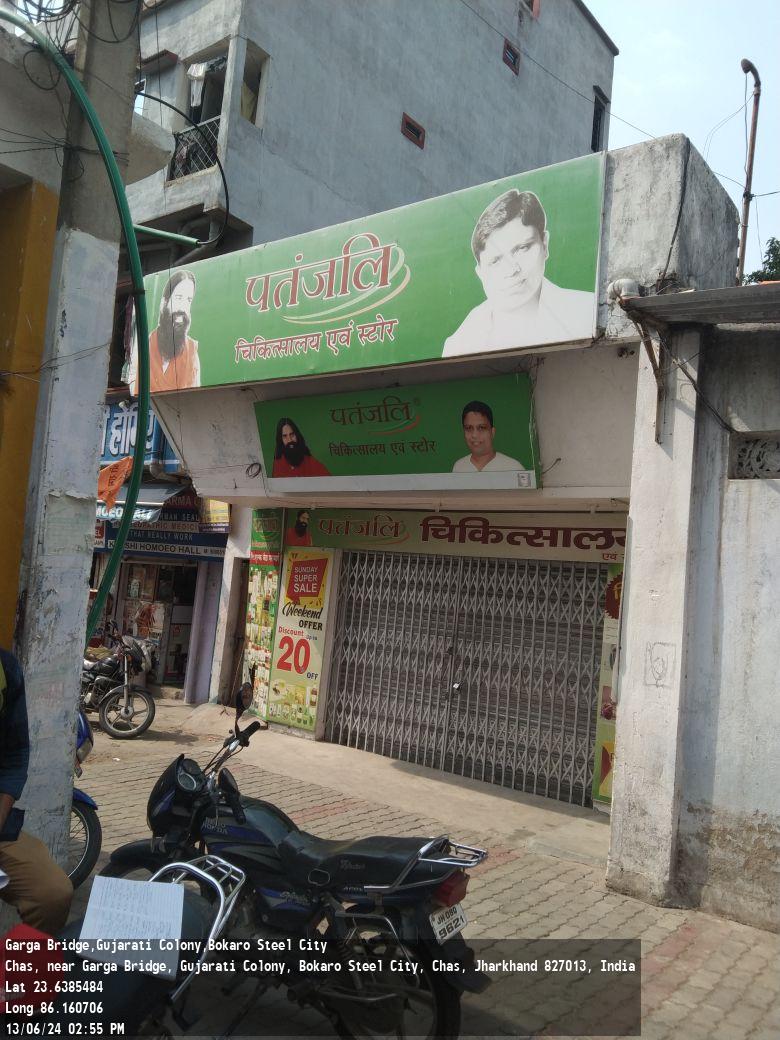 पतंजलि
चिकित्सालय एवं स्टोर
पतंजलि
चिकित्सालय एवं स्टोर
पतंजलि चिकित्सालय
SUNDAY
SUPER
SALE
Weekend
OFFER
Discount
20
OFF
THAT REALLY WORK
HOMOEO HALL
9621
Garga Bridge,Gujarati Colony,Bokaro Steel City
Chas, near Garga Bridge, Gujarati Colony, Bokaro Steel City, Chas, Jharkhand 827013, India
Lat 23.6385484
Long 86.160706
13/06/24 02:55 PM